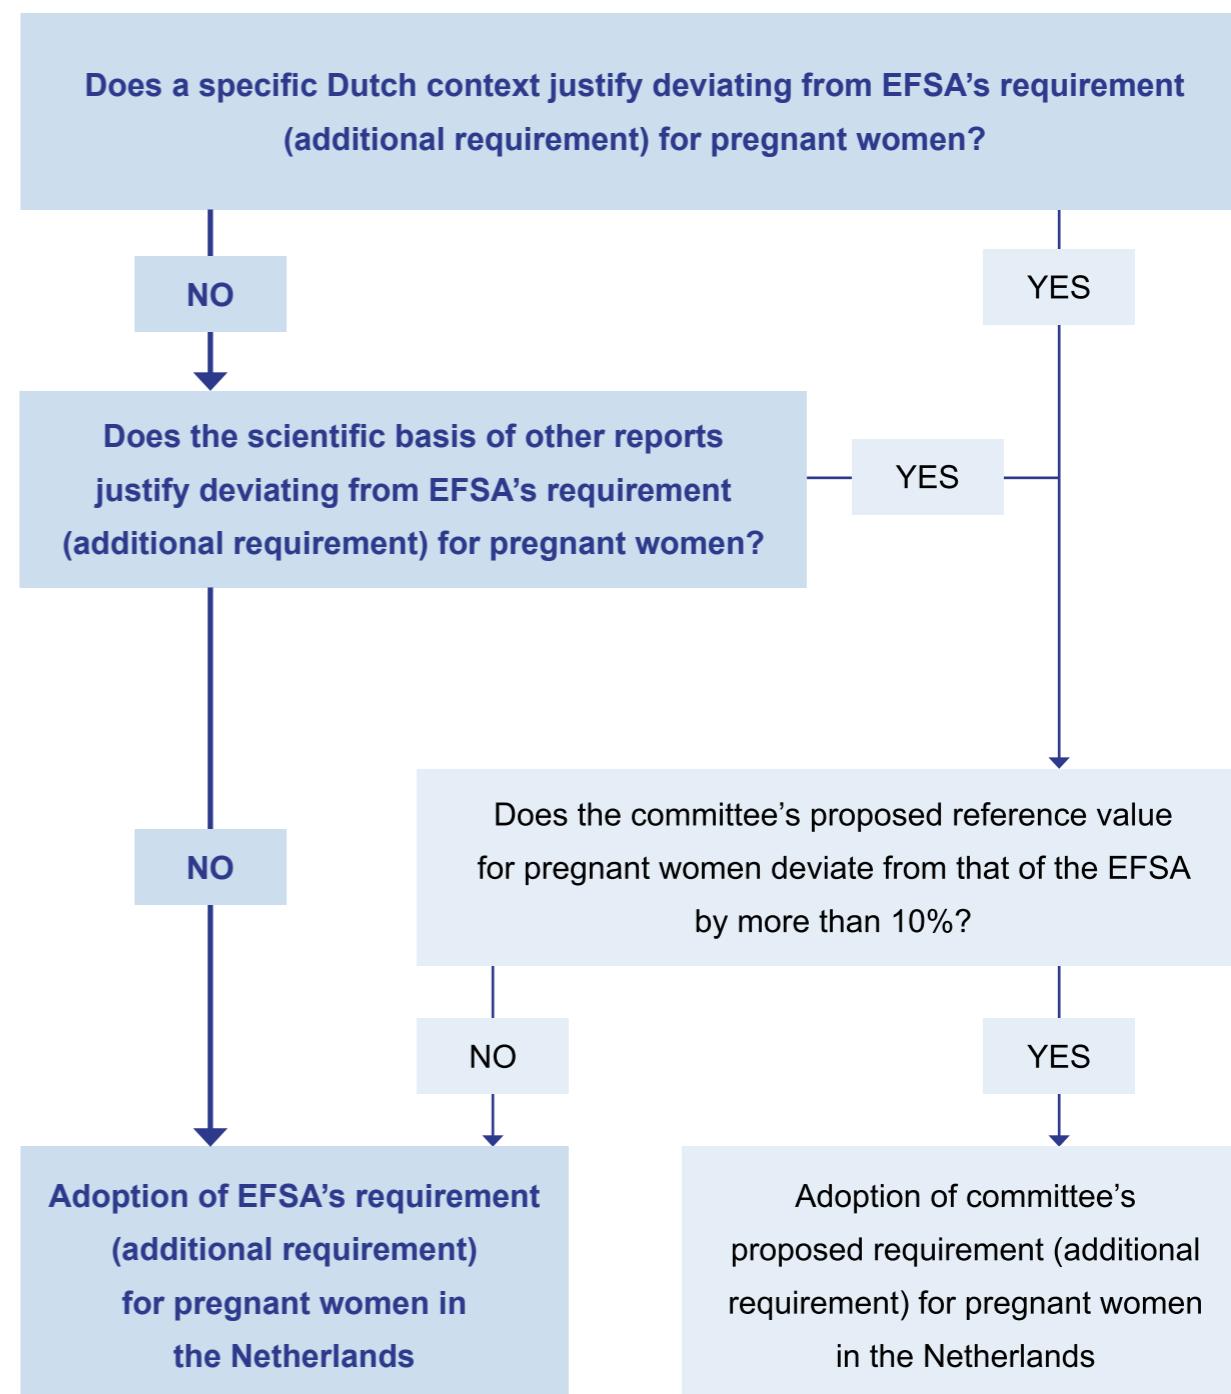 Does a specific Dutch context justify deviating from EFSA’s requirement
(additional requirement) for pregnant women?
NO
YES
Does the scientific basis of other reports
justify deviating from EFSA’s requirement
(additional requirement) for pregnant women?
YES
Does the committee’s proposed reference value
for pregnant women deviate from that of the EFSA
by more than 10%?
NO
NO
YES
Adoption of EFSA’s requirement
(additional requirement)
for pregnant women in
the Netherlands
Adoption of committee’s
proposed requirement (additional
requirement) for pregnant women
in the Netherlands